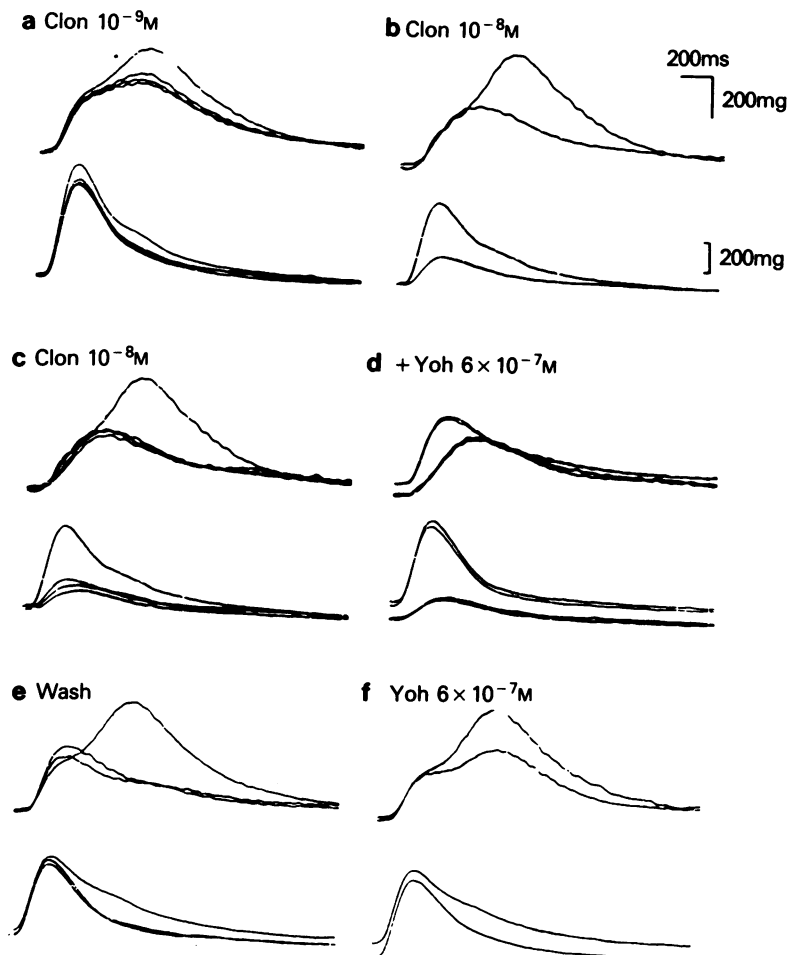 a Clon 10⁻⁹M
b Clon 10⁻⁸M
200ms
200mg
200mg
c Clon 10⁻⁸M
d + Yoh 6 × 10⁻⁷M
e Wash
f Yoh 6 × 10⁻⁷M